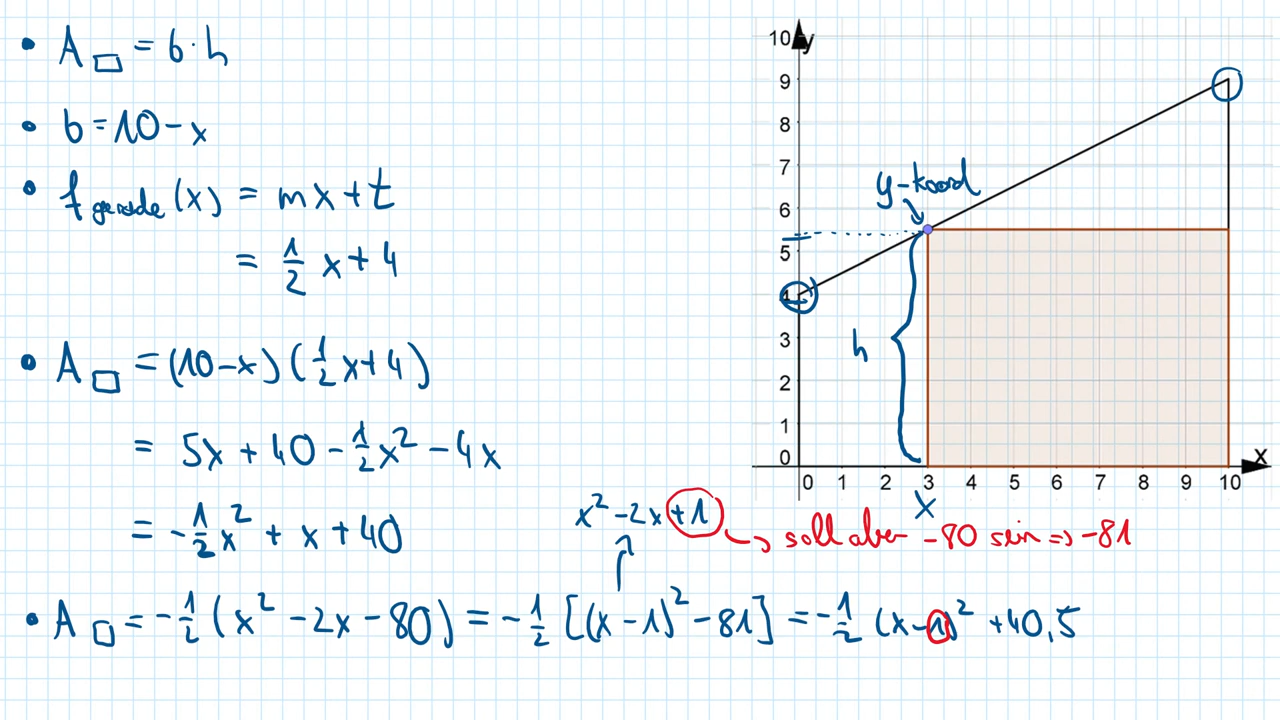 • A□ = b · h
• b = 10 - x
• f gerade (x) = mx + t
= 1/2 x + 4
• A□ = (10 - x) (1/2 x + 4)
= 5x + 40 - 1/2 x² - 4x
= -1/2 x² + x + 40
x² - 2x + 1 → soll aber -80 sein => -81
• A□ = -1/2 (x² - 2x - 80) = -1/2 [(x - 1)² - 81] = -1/2 (x - 1)² + 40,5
y
10
9
8
7
6
5
4
3
2
1
0
y-koord
h
x
0 1 2 3 4 5 6 7 8 9 10
x